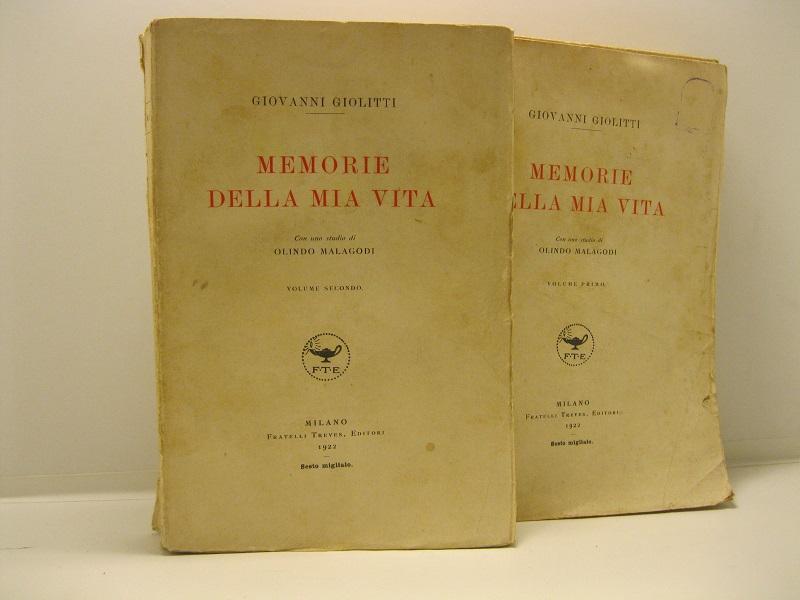 GIOVANNI GIOLITTI
MEMORIE
DELLA MIA VITA
Con uno studio di
OLINDO MALAGODI
VOLUME SECONDO.
F·T·E
MILANO
FRATELLI TREVES, EDITORI
1922
Sesto migliaio.
GIOVANNI GIOLITTI
MEMORIE
ELLA MIA VITA
Con uno studio di
OLINDO MALAGODI
VOLUME PRIMO.
F·T·E
MILANO
FRATELLI TREVES, EDITORI
1922
Sesto migliaio.